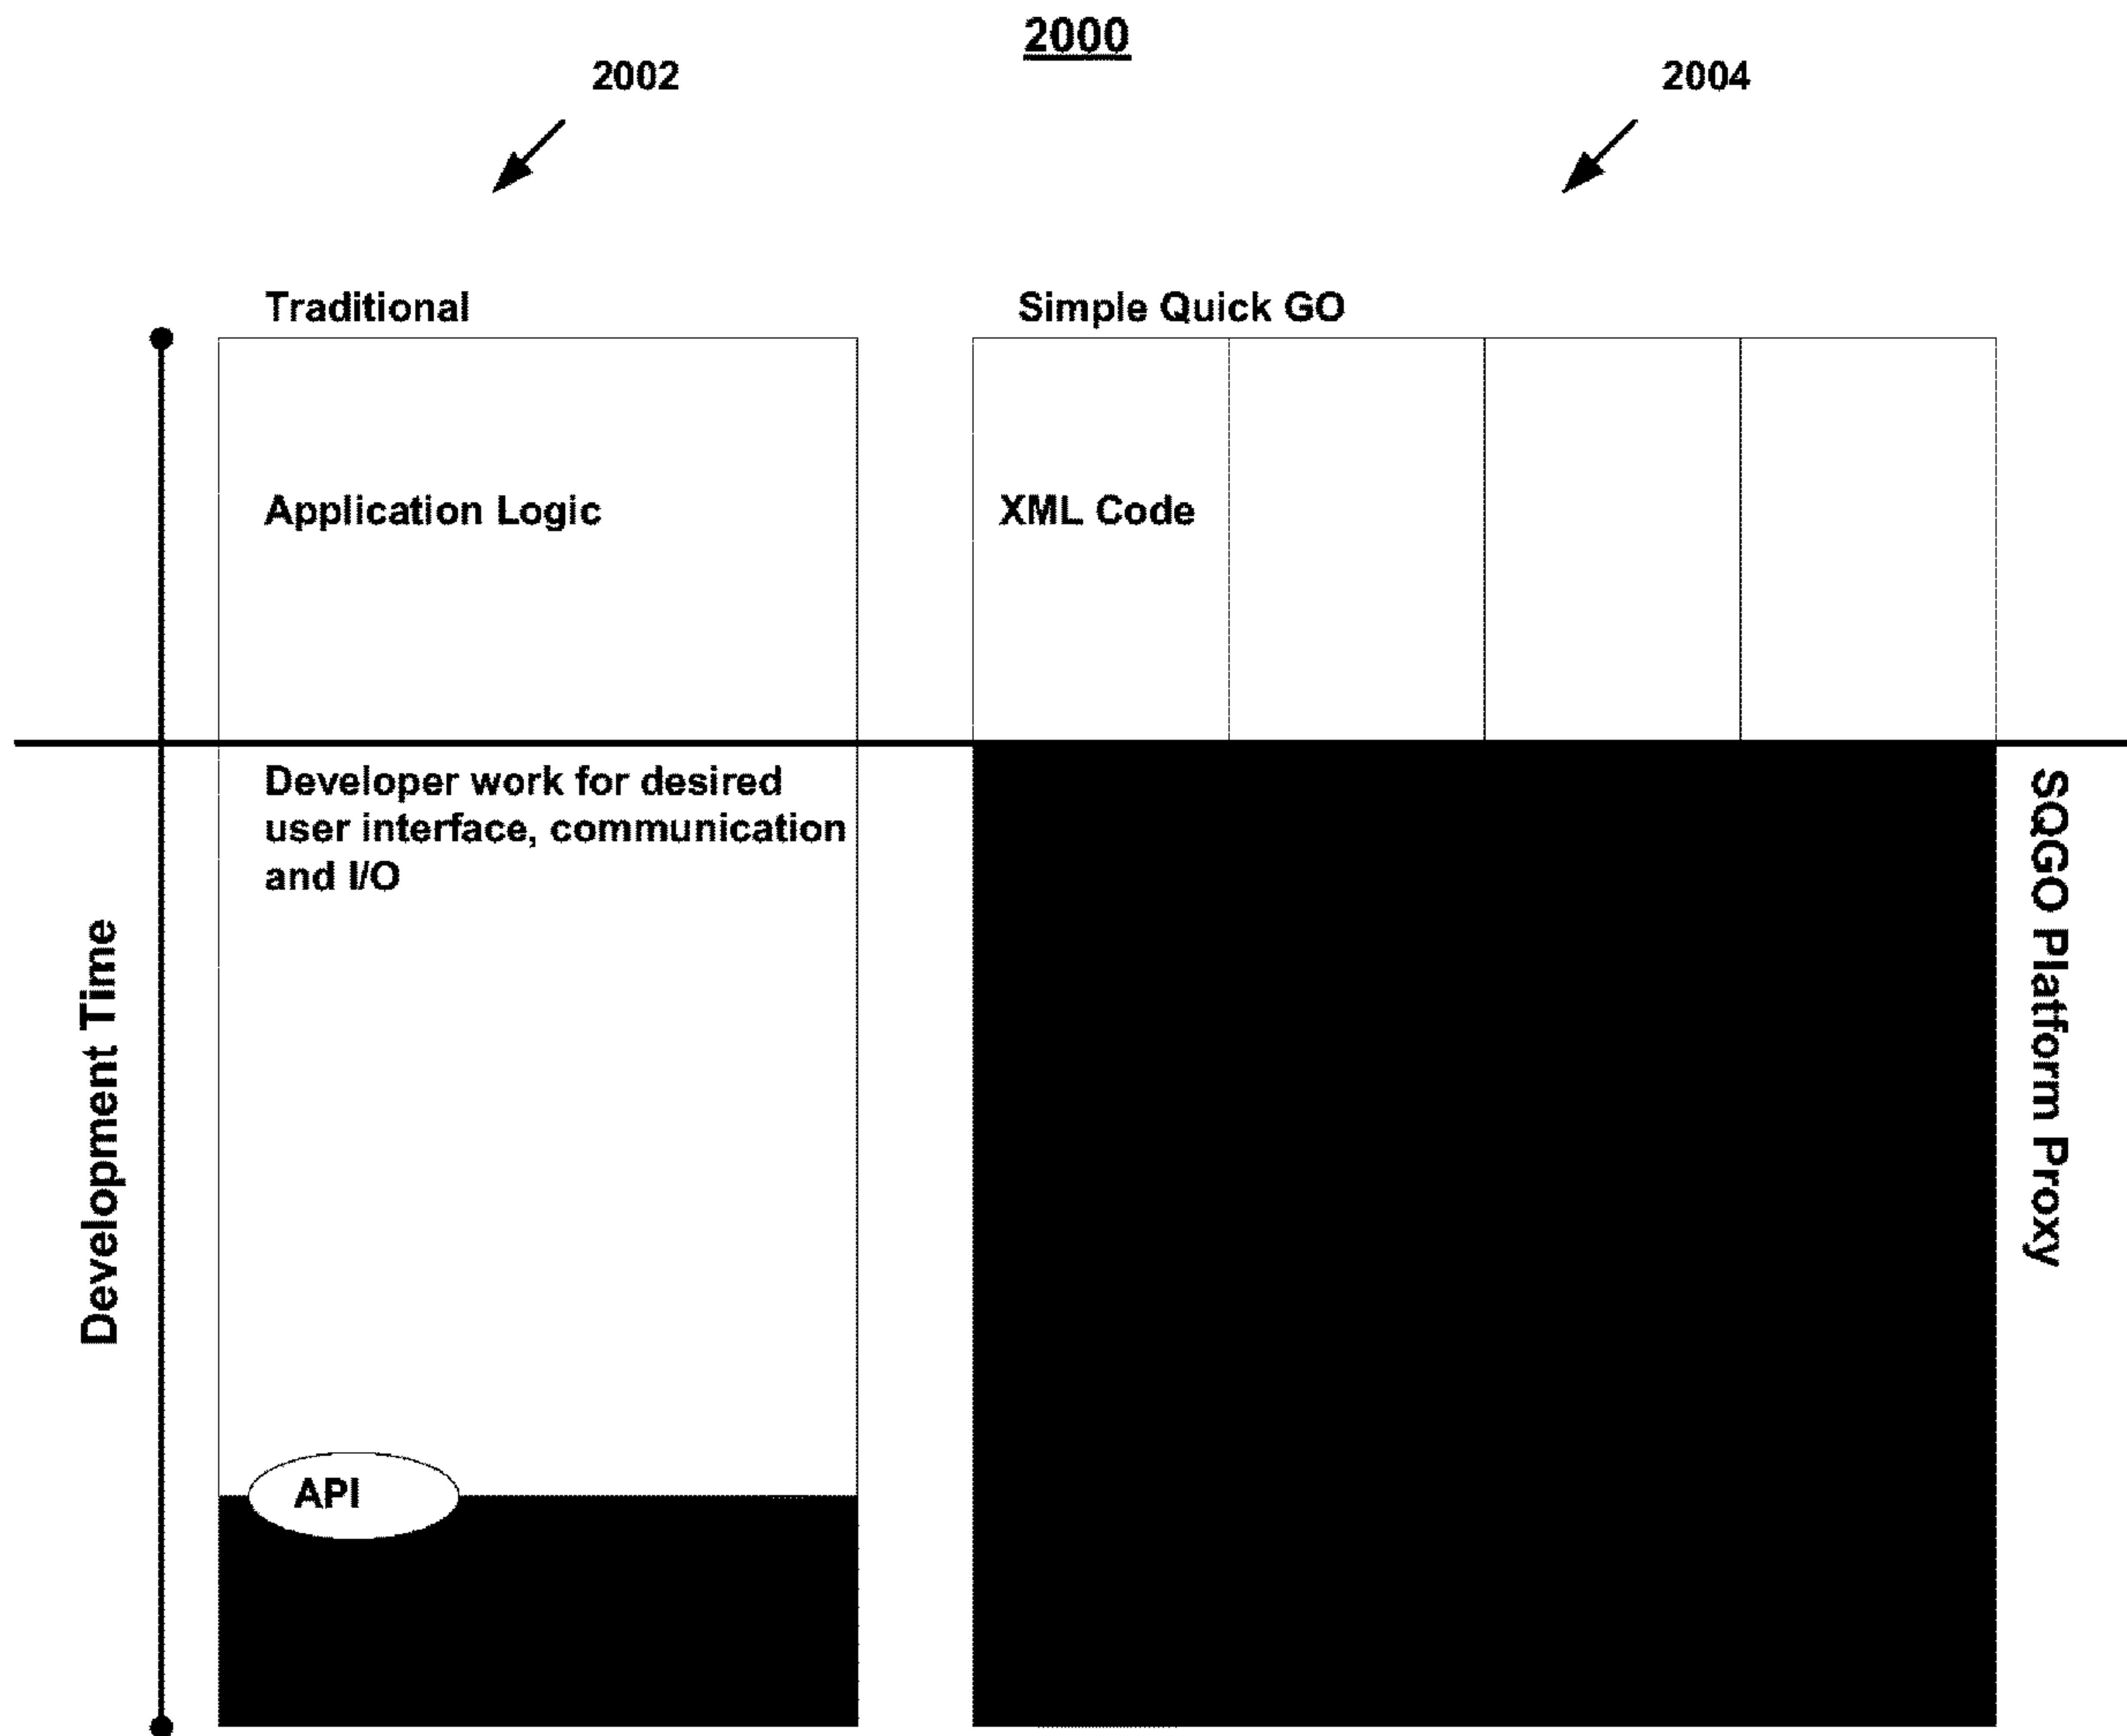 2000
2002
2004
Traditional
Simple Quick GO
Application Logic
XML Code
Developer work for desired
user interface, communication
and I/O
Development Time
SQGO Platform Proxy
API